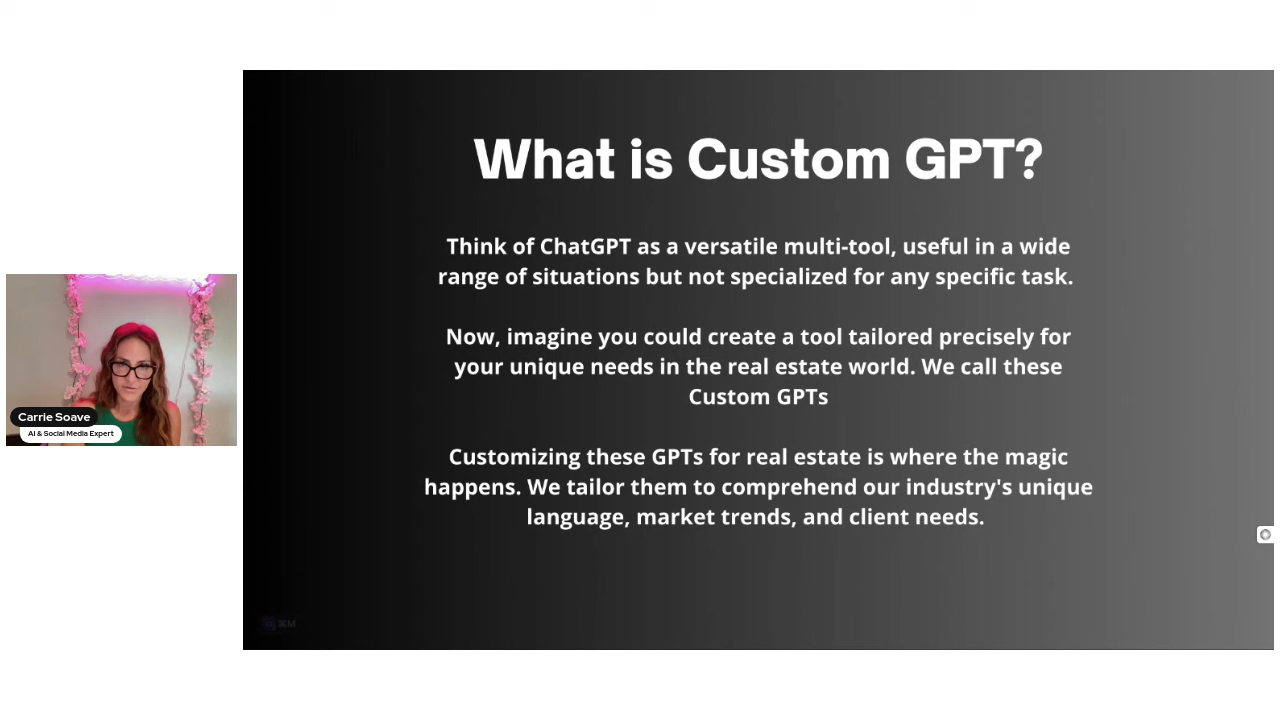 What is Custom GPT?
Think of ChatGPT as a versatile multi-tool, useful in a wide
range of situations but not specialized for any specific task.
Now, imagine you could create a tool tailored precisely for
your unique needs in the real estate world. We call these
Custom GPTs
Customizing these GPTs for real estate is where the magic
happens. We tailor them to comprehend our industry's unique
language, market trends, and client needs.
Carrie Soave
AI & Social Media Expert
⌘M